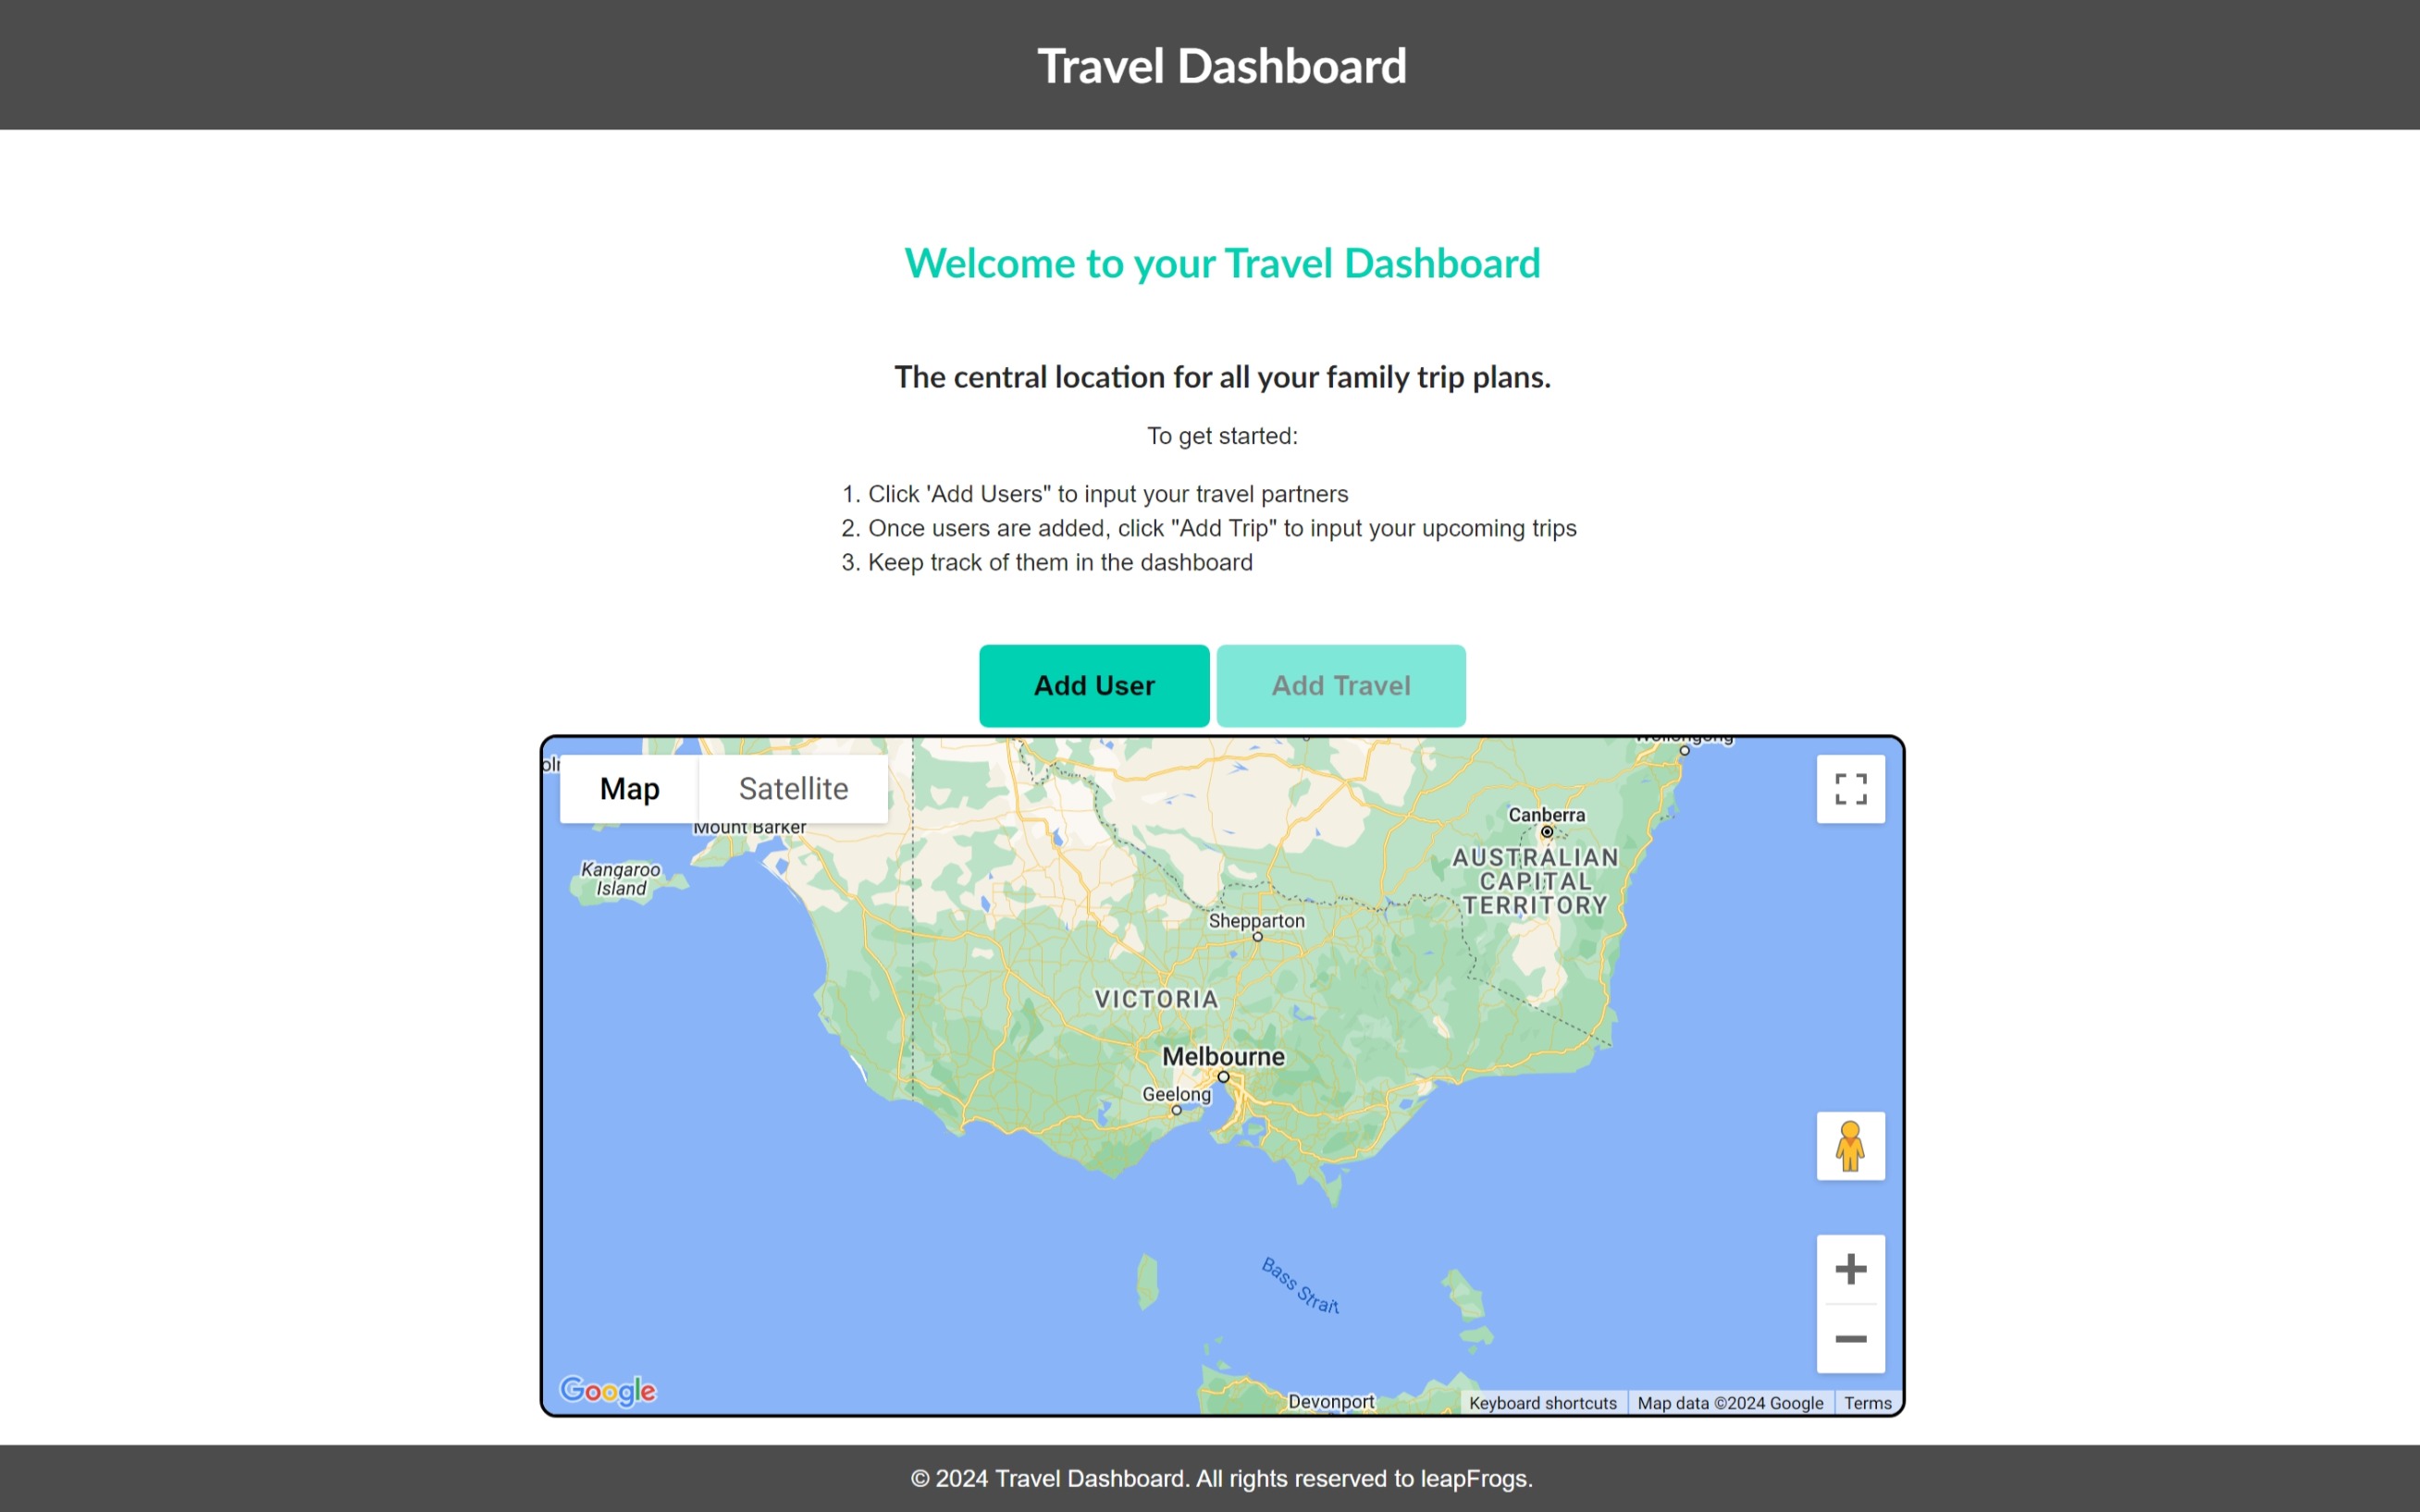 Travel Dashboard
Welcome to your Travel Dashboard
The central location for all your family trip plans.
To get started:
1. Click 'Add Users" to input your travel partners
2. Once users are added, click "Add Trip" to input your upcoming trips
3. Keep track of them in the dashboard
Add User
Add Travel
Map
Satellite
Mount Barker
Kangaroo
Island
Canberra
AUSTRALIAN
CAPITAL
TERRITORY
Shepparton
VICTORIA
Melbourne
Geelong
Bass Strait
Devonport
Google
Keyboard shortcuts
Map data ©2024 Google
Terms
© 2024 Travel Dashboard. All rights reserved to leapFrogs.